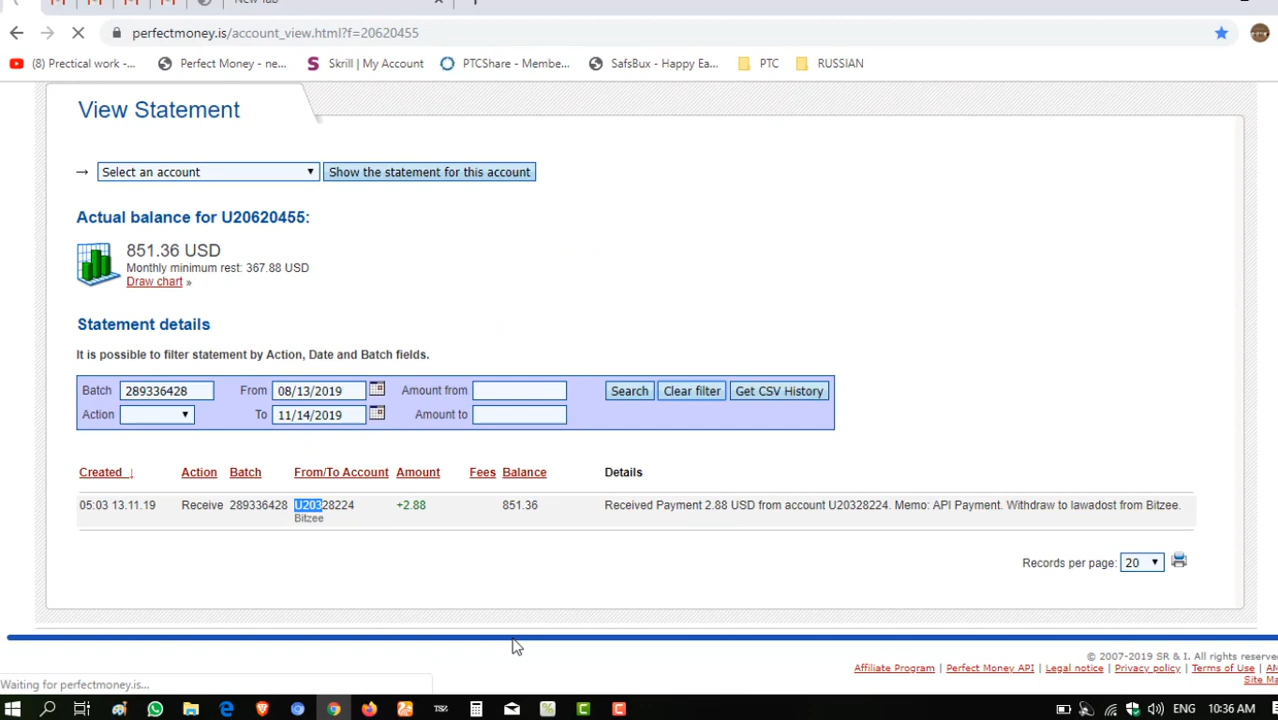 New Tab
perfectmoney.is/account_view.html?f=20620455
(8) Prectical work -... Perfect Money - ne... Skrill | My Account PTCShare - Membe... SafsBux - Happy Ea... PTC RUSSIAN
View Statement
→ Select an account Show the statement for this account
Actual balance for U20620455:
851.36 USD
Monthly minimum rest: 367.88 USD
Draw chart »
Statement details
It is possible to filter statement by Action, Date and Batch fields.
Batch 289336428 From 08/13/2019 Amount from Search Clear filter Get CSV History
Action To 11/14/2019 Amount to
Created ↓ Action Batch From/To Account Amount Fees Balance Details
05:03 13.11.19 Receive 289336428 U20328224 +2.88 851.36 Received Payment 2.88 USD from account U20328224. Memo: API Payment. Withdraw to lawadost from Bitzee.
Bitzee
Records per page: 20
© 2007-2019 SR & I. All rights reserve
Affiliate Program | Perfect Money API | Legal notice | Privacy policy | Terms of Use | AM
Site Ma
Waiting for perfectmoney.is...
ENG 10:36 AM